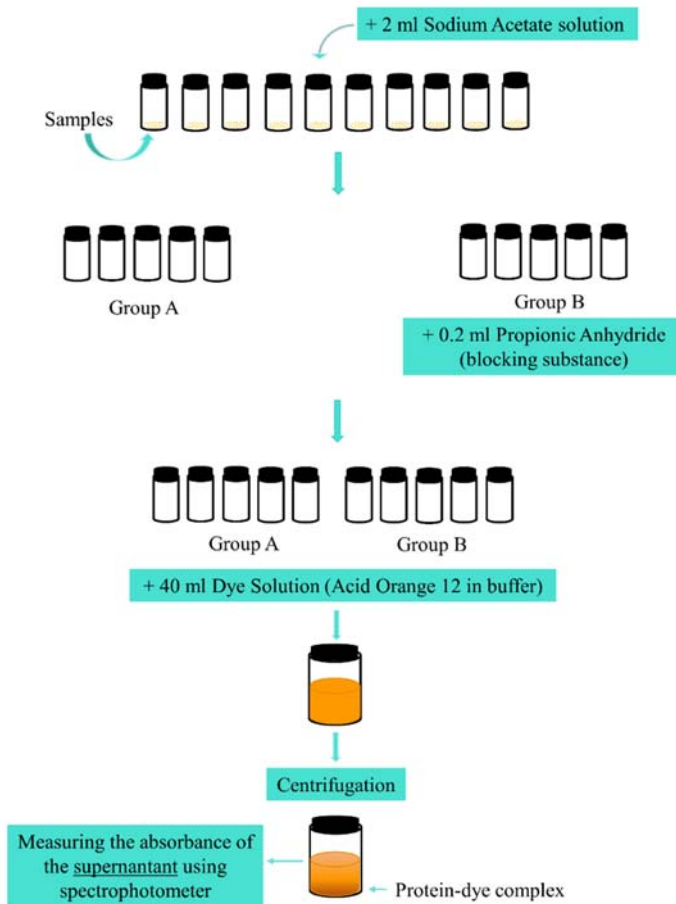 + 2 ml Sodium Acetate solution
Samples
Group A
Group B
+ 0.2 ml Propionic Anhydride
(blocking substance)
Group A
Group B
+ 40 ml Dye Solution (Acid Orange 12 in buffer)
Centrifugation
Measuring the absorbance of
the supernantant using
spectrophotometer
Protein-dye complex